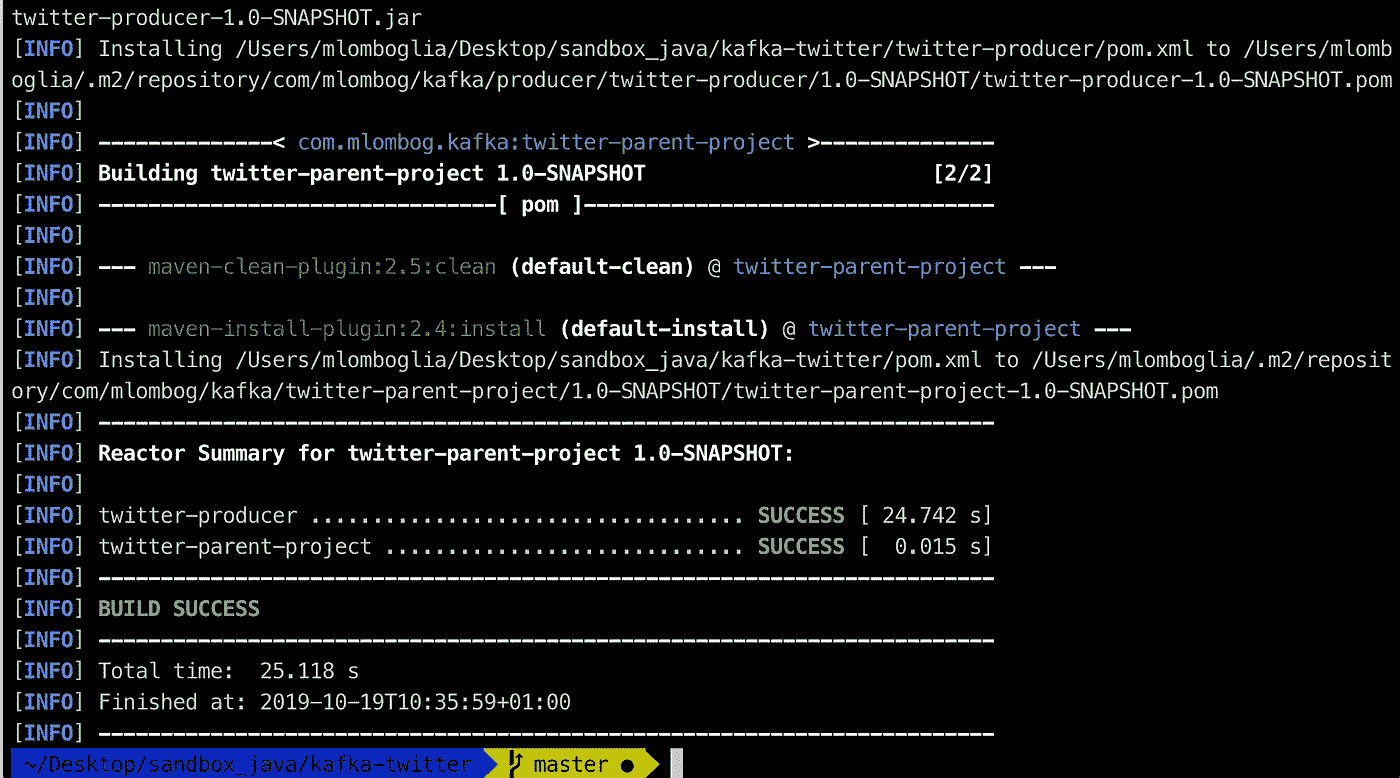 twitter-producer-1.0-SNAPSHOT.jar
[INFO] Installing /Users/mlomboglia/Desktop/sandbox_java/kafka-twitter/twitter-producer/pom.xml to /Users/mlomb
oglia/.m2/repository/com/mlombog/kafka/producer/twitter-producer/1.0-SNAPSHOT/twitter-producer-1.0-SNAPSHOT.pom
[INFO]
[INFO] --------------< com.mlombog.kafka:twitter-parent-project >--------------
[INFO] Building twitter-parent-project 1.0-SNAPSHOT                       [2/2]
[INFO] --------------------------------[ pom ]---------------------------------
[INFO]
[INFO] --- maven-clean-plugin:2.5:clean (default-clean) @ twitter-parent-project ---
[INFO]
[INFO] --- maven-install-plugin:2.4:install (default-install) @ twitter-parent-project ---
[INFO] Installing /Users/mlomboglia/Desktop/sandbox_java/kafka-twitter/pom.xml to /Users/mlomboglia/.m2/reposit
ory/com/mlombog/kafka/twitter-parent-project/1.0-SNAPSHOT/twitter-parent-project-1.0-SNAPSHOT.pom
[INFO] ------------------------------------------------------------------------
[INFO] Reactor Summary for twitter-parent-project 1.0-SNAPSHOT:
[INFO]
[INFO] twitter-producer ................................... SUCCESS [ 24.742 s]
[INFO] twitter-parent-project ............................. SUCCESS [  0.015 s]
[INFO] ------------------------------------------------------------------------
[INFO] BUILD SUCCESS
[INFO] ------------------------------------------------------------------------
[INFO] Total time:  25.118 s
[INFO] Finished at: 2019-10-19T10:35:59+01:00
[INFO] ------------------------------------------------------------------------
~/Desktop/sandbox_java/kafka-twitter master ●